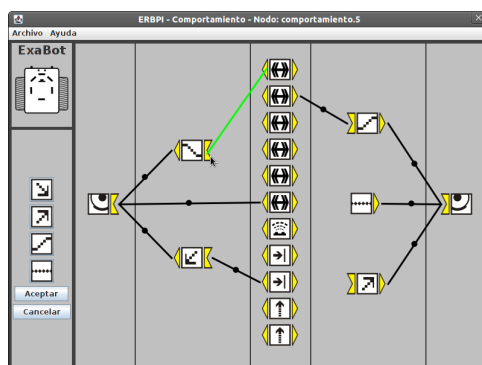 ERBPI - Comportamiento - Nodo: comportamiento.5
Archivo Ayuda
ExaBot
Aceptar
Cancelar